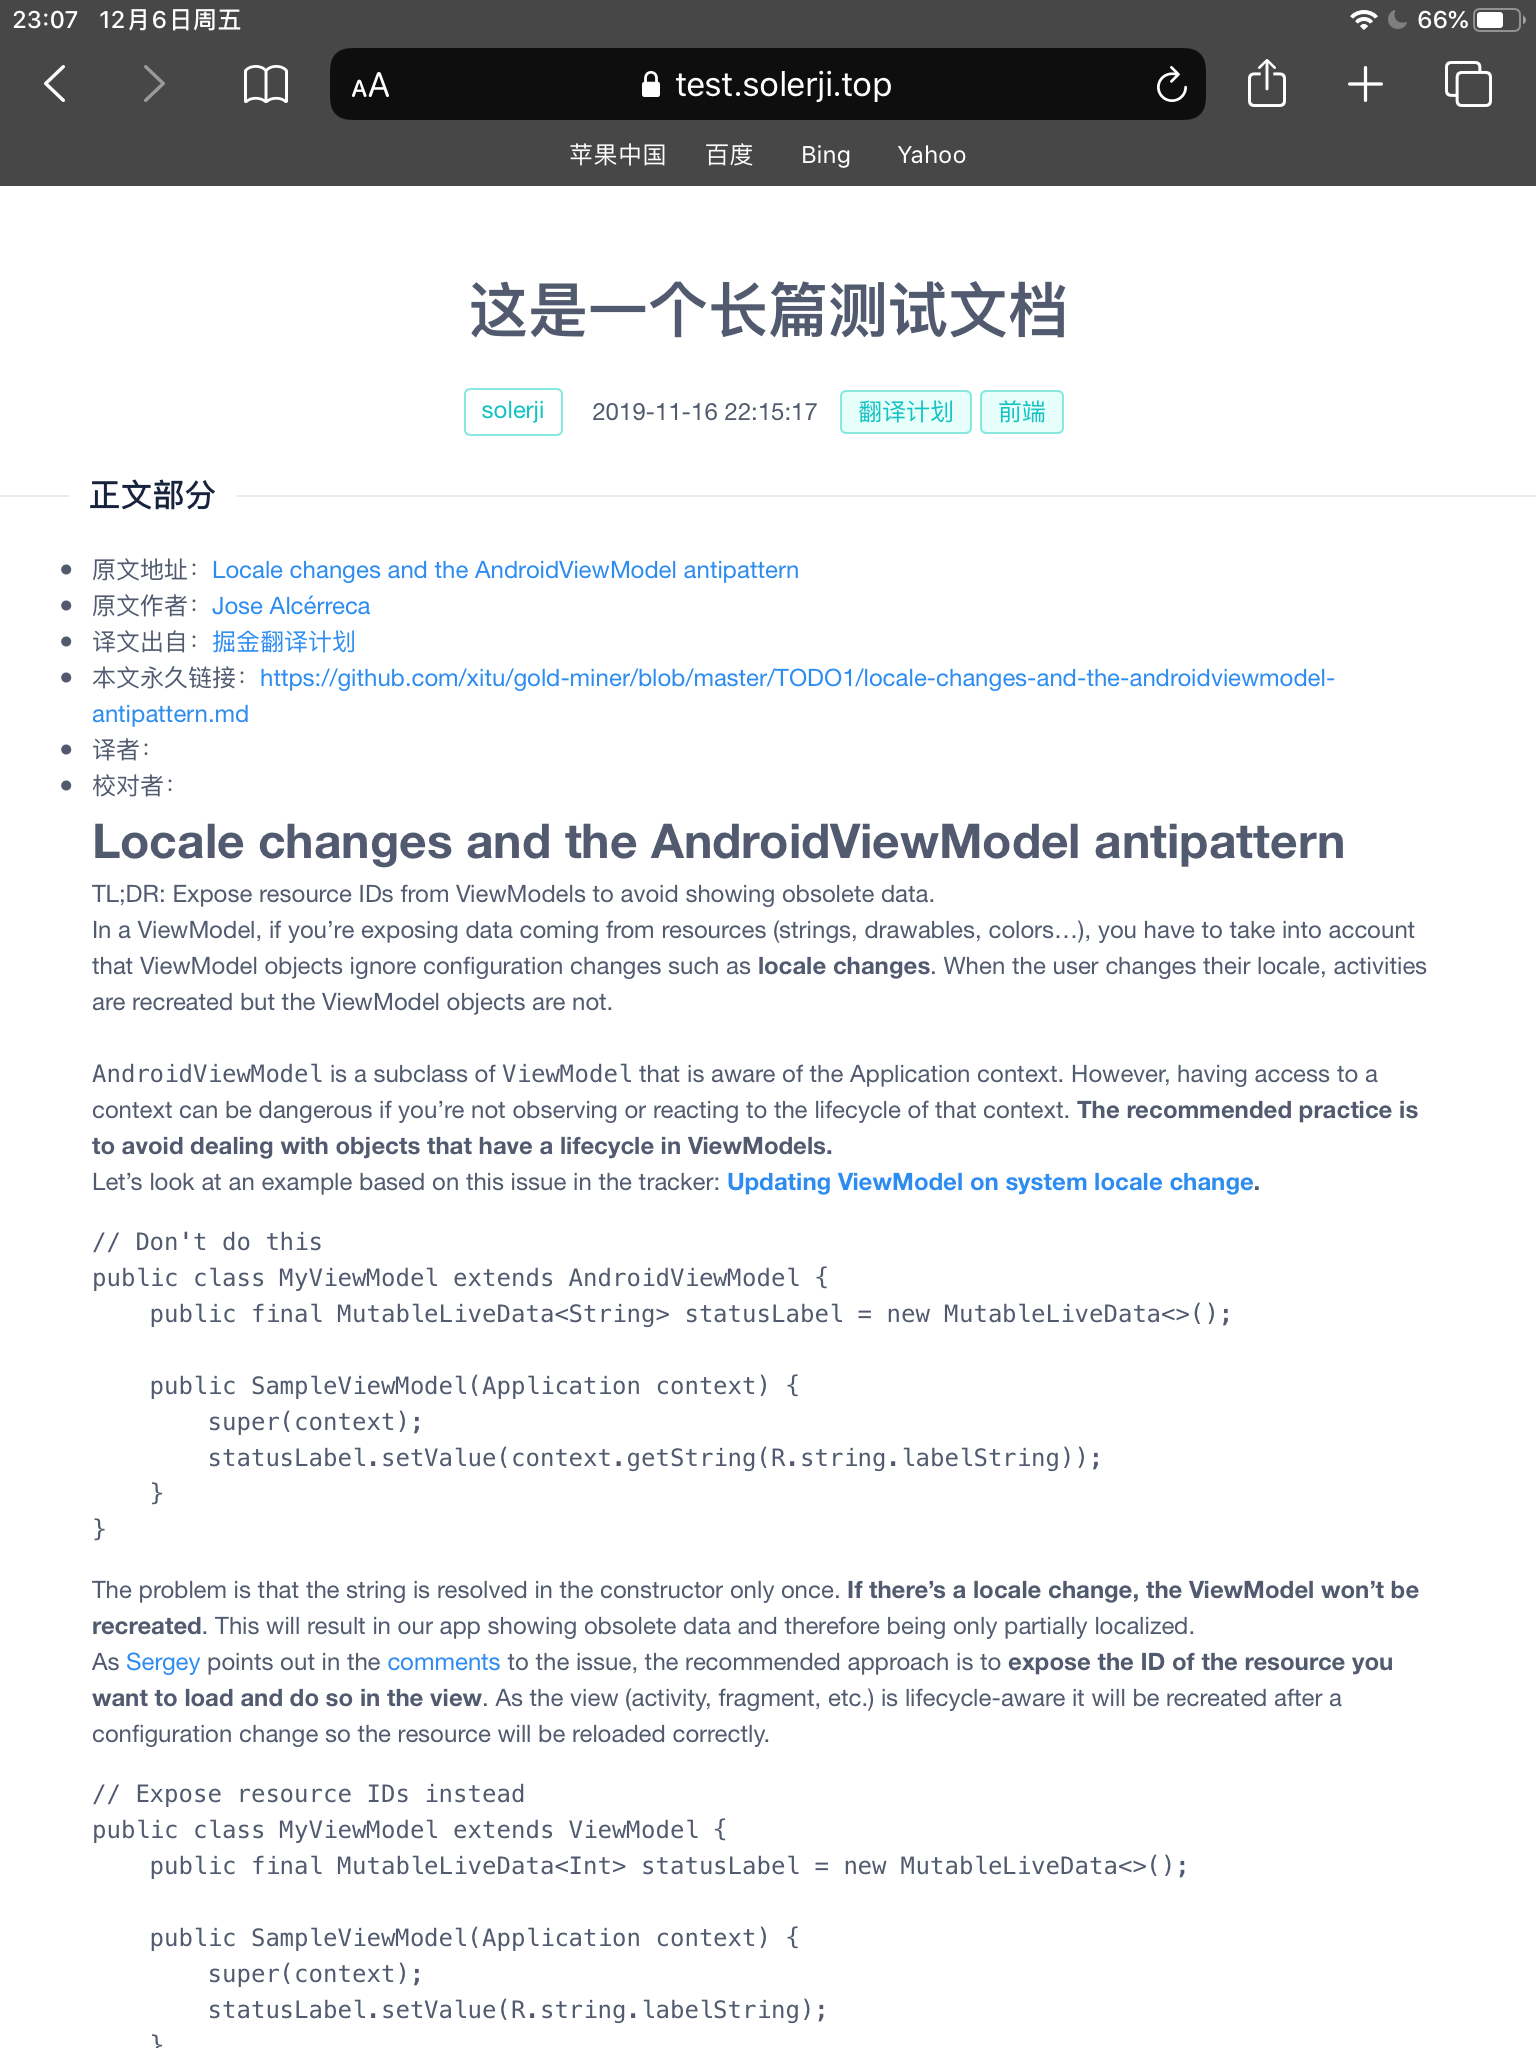 23:07 12月6日周五 66%
AA test.solerji.top
苹果中国 百度 Bing Yahoo
这是一个长篇测试文档
solerji 2019-11-16 22:15:17 翻译计划 前端
正文部分
原文地址：Locale changes and the AndroidViewModel antipattern
原文作者：Jose Alcérreca
译文出自：掘金翻译计划
本文永久链接：https://github.com/xitu/gold-miner/blob/master/TODO1/locale-changes-and-the-androidviewmodel-
antipattern.md
译者：
校对者：
Locale changes and the AndroidViewModel antipattern
TL;DR: Expose resource IDs from ViewModels to avoid showing obsolete data.
In a ViewModel, if you’re exposing data coming from resources (strings, drawables, colors…), you have to take into account
that ViewModel objects ignore configuration changes such as locale changes. When the user changes their locale, activities
are recreated but the ViewModel objects are not.
AndroidViewModel is a subclass of ViewModel that is aware of the Application context. However, having access to a
context can be dangerous if you’re not observing or reacting to the lifecycle of that context. The recommended practice is
to avoid dealing with objects that have a lifecycle in ViewModels.
Let’s look at an example based on this issue in the tracker: Updating ViewModel on system locale change.
// Don't do this
public class MyViewModel extends AndroidViewModel {
    public final MutableLiveData<String> statusLabel = new MutableLiveData<>();
    public SampleViewModel(Application context) {
        super(context);
        statusLabel.setValue(context.getString(R.string.labelString));
    }
}
The problem is that the string is resolved in the constructor only once. If there’s a locale change, the ViewModel won’t be
recreated. This will result in our app showing obsolete data and therefore being only partially localized.
As Sergey points out in the comments to the issue, the recommended approach is to expose the ID of the resource you
want to load and do so in the view. As the view (activity, fragment, etc.) is lifecycle-aware it will be recreated after a
configuration change so the resource will be reloaded correctly.
// Expose resource IDs instead
public class MyViewModel extends ViewModel {
    public final MutableLiveData<Int> statusLabel = new MutableLiveData<>();
    public SampleViewModel(Application context) {
        super(context);
        statusLabel.setValue(R.string.labelString);
    }